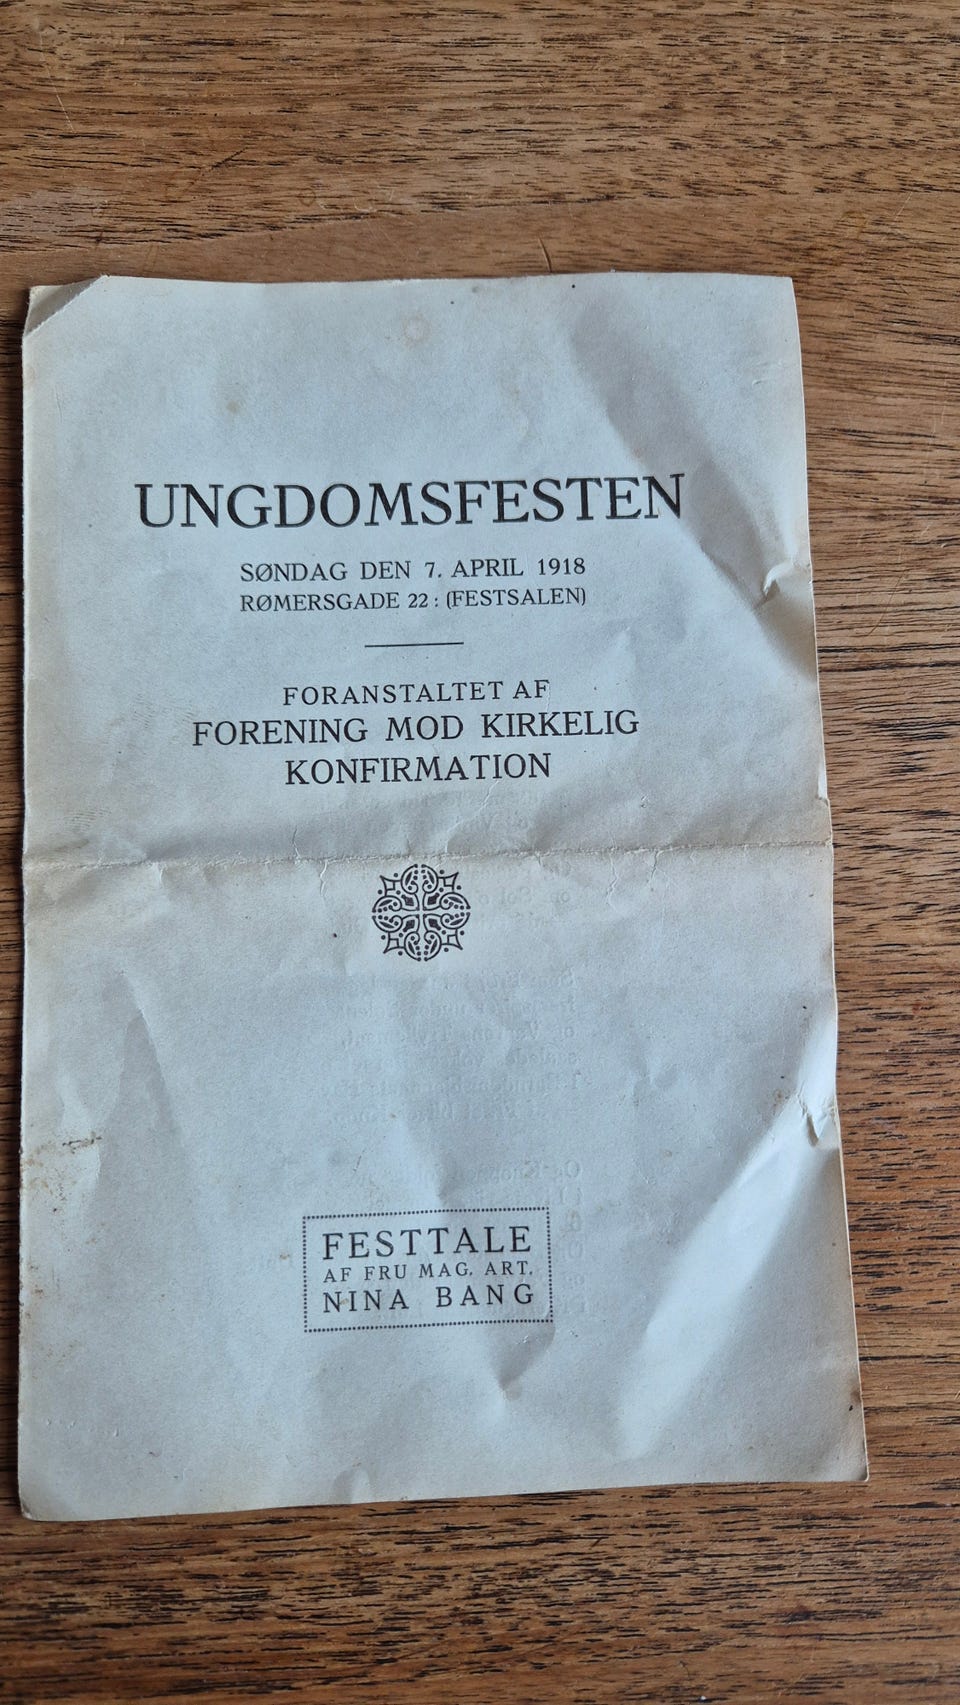 UNGDOMSFESTEN
SØNDAG DEN 7. APRIL 1918
RØMERSGADE 22: (FESTSALEN)
FORANSTALTET AF
FORENING MOD KIRKELIG
KONFIRMATION
FESTTALE
AF FRU MAG. ART.
NINA BANG